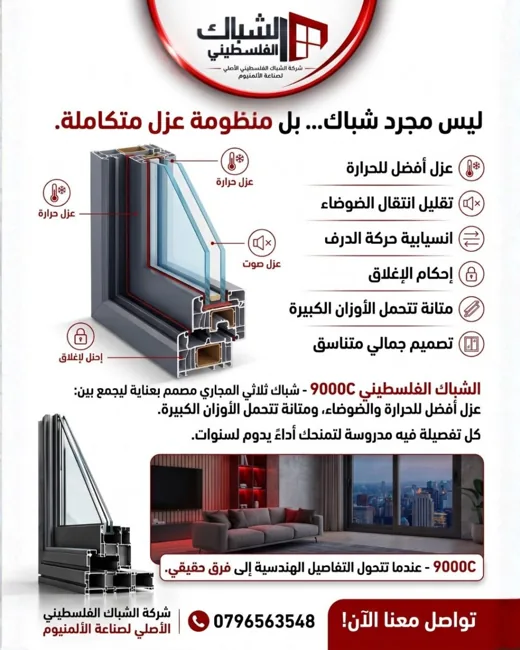 الشباك
الفلسطيني
شركة الشباك الفلسطيني الأصلي
لصناعة الألمنيوم
ليس مجرد شباك... بل منظومة عزل متكاملة.
عزل أفضل للحرارة
تقليل انتقال الضوضاء
انسيابية حركة الدرف
إحكام الإغلاق
متانة تتحمل الأوزان الكبيرة
تصميم جمالي متناسق
عزل حرارة
عزل حرارة
عزل صوت
إحنل لإغلاق
الشباك الفلسطيني 9000C - شباك ثلاثي المجاري مصمم بعناية ليجمع بين:
عزل أفضل للحرارة والضوضاء، ومتانة تتحمل الأوزان الكبيرة.
كل تفصيلة فيه مدروسة لتمنحك أداءً يدوم لسنوات.
9000C - عندما تتحول التفاصيل الهندسية إلى فرق حقيقي.
تواصل معنا الآن!
0796563548
شركة الشباك الفلسطيني
الأصلي لصناعة الألمنيوم